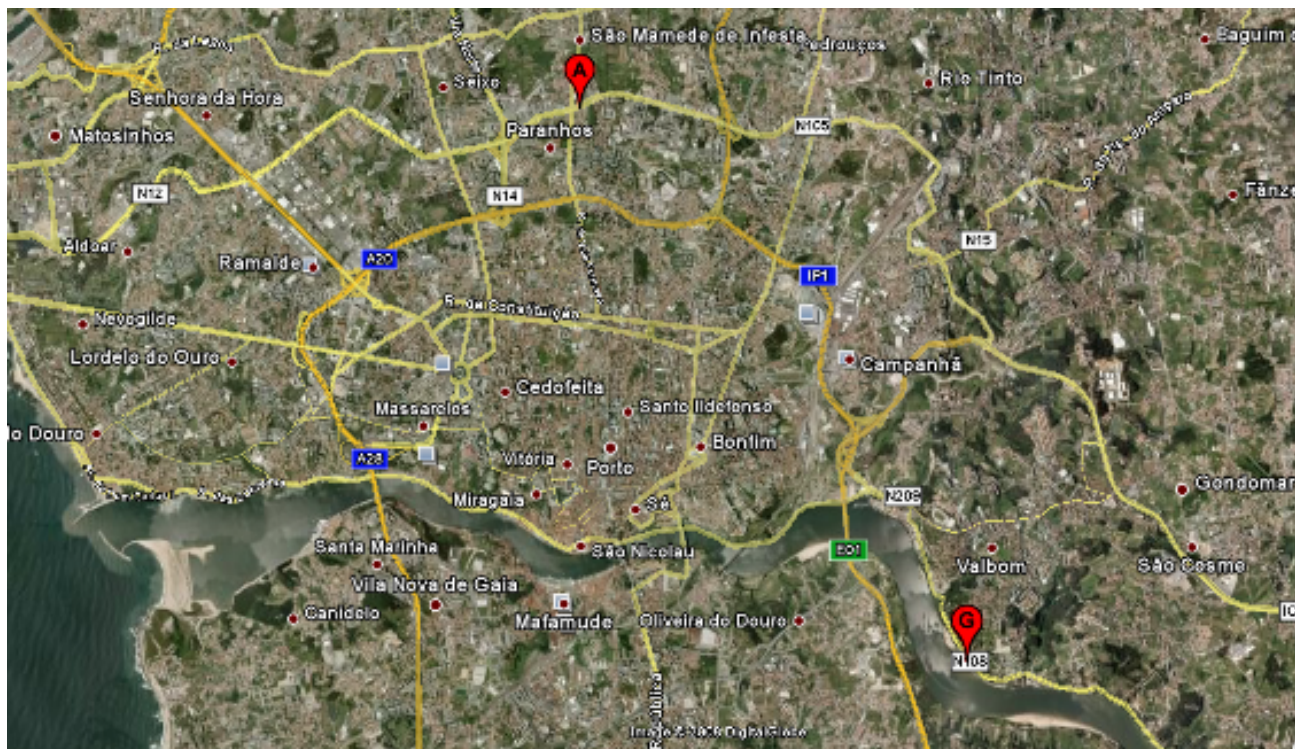 São Mamede de Infesta
A
Seixo
Rio Tinto
Senhora da Hora
Matosinhos
Paranhos
N105
N12
N14
Aldoar
N15
Ramalde
A20
IP1
R. da Constituição
Nevogilde
Lordelo do Ouro
Campanhã
Cedofeita
Massarelos
Santo Ildefonso
do Douro
Bonfim
A28
Vitória
Porto
Gondomar
Miragaia
N209
Sé
Santa Marinha
São Nicolau
E01
Valbom
São Cosme
Vila Nova de Gaia
Canidelo
Mafamude
Oliveira do Douro
G
N108